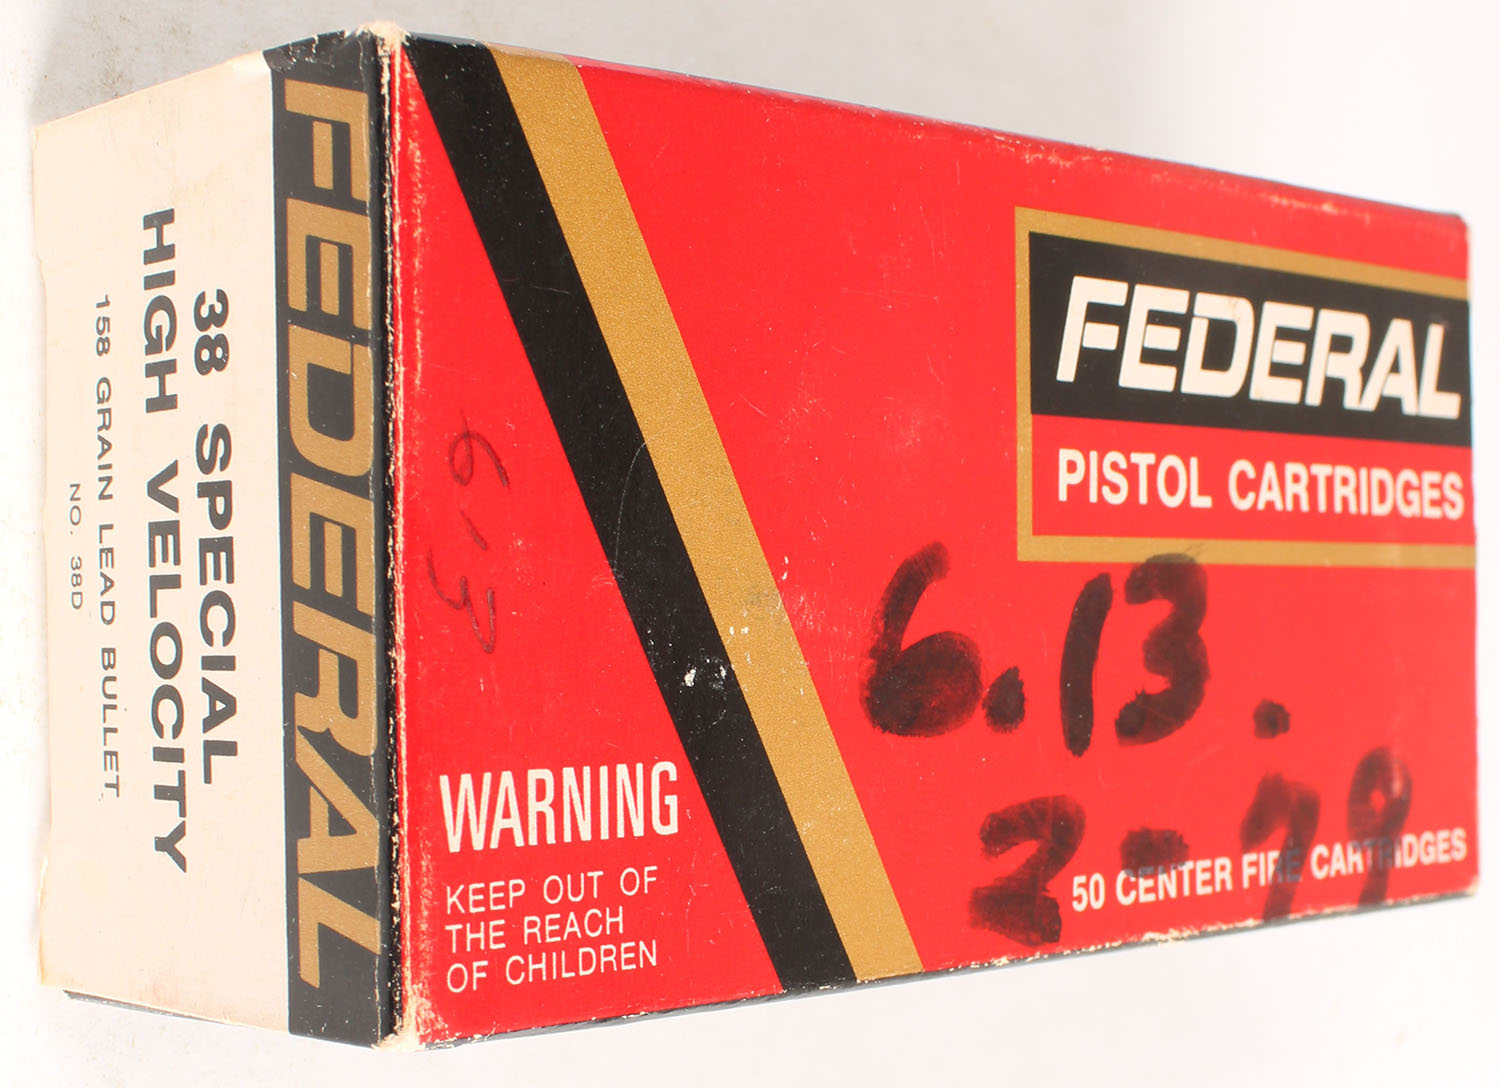 FEDERAL
38 SPECIAL
HIGH VELOCITY
158 GRAIN LEAD BULLET
NO. 38D
FEDERAL
PISTOL CARTRIDGES
6-3
6.13.
2-79
WARNING
KEEP OUT OF
THE REACH
OF CHILDREN
50 CENTER FIRE CARTRIDGES